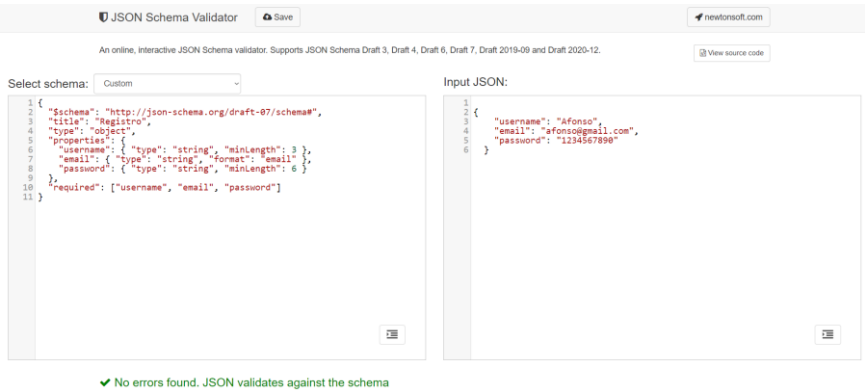 JSON Schema Validator
Save
newtonsoft.com
An online, interactive JSON Schema validator. Supports JSON Schema Draft 3, Draft 4, Draft 6, Draft 7, Draft 2019-09 and Draft 2020-12.
View source code
Select schema: Custom
1 {
2 "$schema": "http://json-schema.org/draft-07/schema#",
3 "title": "Registro",
4 "type": "object",
5 "properties": {
6 "username": { "type": "string", "minLength": 3 },
7 "email": { "type": "string", "format": "email" },
8 "password": { "type": "string", "minLength": 6 }
9 },
10 "required": ["username", "email", "password"]
11 }
Input JSON:
1
2 {
3 "username": "Afonso",
4 "email": "afonso@gmail.com",
5 "password": "1234567890"
6 }
No errors found. JSON validates against the schema